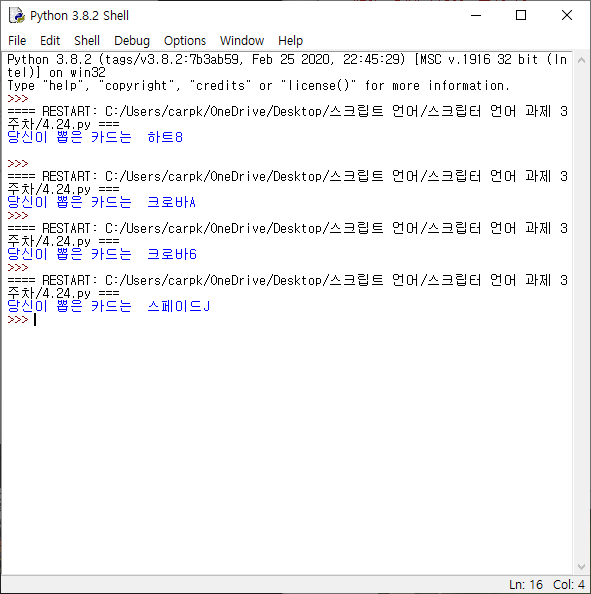 Python 3.8.2 Shell
File Edit Shell Debug Options Window Help
Python 3.8.2 (tags/v3.8.2:7b3ab59, Feb 25 2020, 22:45:29) [MSC v.1916 32 bit (In
tel)] on win32
Type "help", "copyright", "credits" or "license()" for more information.
>>>
==== RESTART: C:/Users/carpk/OneDrive/Desktop/스크립트 언어/스크립터 언어 과제 3
주차/4.24.py ===
당신이 뽑은 카드는  하트8
>>>
==== RESTART: C:/Users/carpk/OneDrive/Desktop/스크립트 언어/스크립터 언어 과제 3
주차/4.24.py ===
당신이 뽑은 카드는  크로바A
>>>
==== RESTART: C:/Users/carpk/OneDrive/Desktop/스크립트 언어/스크립터 언어 과제 3
주차/4.24.py ===
당신이 뽑은 카드는  크로바6
>>>
==== RESTART: C:/Users/carpk/OneDrive/Desktop/스크립트 언어/스크립터 언어 과제 3
주차/4.24.py ===
당신이 뽑은 카드는  스페이드J
>>>
Ln: 16 Col: 4